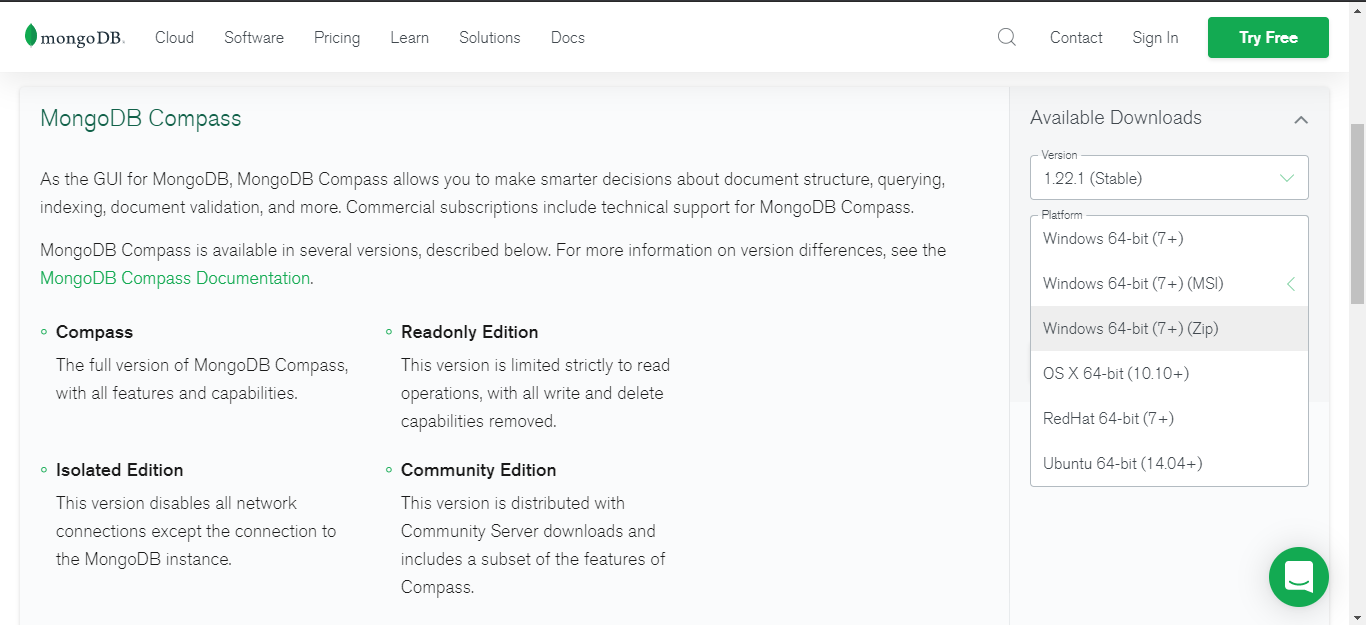 mongoDB.
Cloud
Software
Pricing
Learn
Solutions
Docs
Contact
Sign In
Try Free
MongoDB Compass
As the GUI for MongoDB, MongoDB Compass allows you to make smarter decisions about document structure, querying,
indexing, document validation, and more. Commercial subscriptions include technical support for MongoDB Compass.
MongoDB Compass is available in several versions, described below. For more information on version differences, see the
MongoDB Compass Documentation.
Compass
The full version of MongoDB Compass,
with all features and capabilities.
Readonly Edition
This version is limited strictly to read
operations, with all write and delete
capabilities removed.
Isolated Edition
This version disables all network
connections except the connection to
the MongoDB instance.
Community Edition
This version is distributed with
Community Server downloads and
includes a subset of the features of
Compass.
Available Downloads
Version
1.22.1 (Stable)
Platform
Windows 64-bit (7+)
Windows 64-bit (7+) (MSI)
Windows 64-bit (7+) (Zip)
OS X 64-bit (10.10+)
RedHat 64-bit (7+)
Ubuntu 64-bit (14.04+)